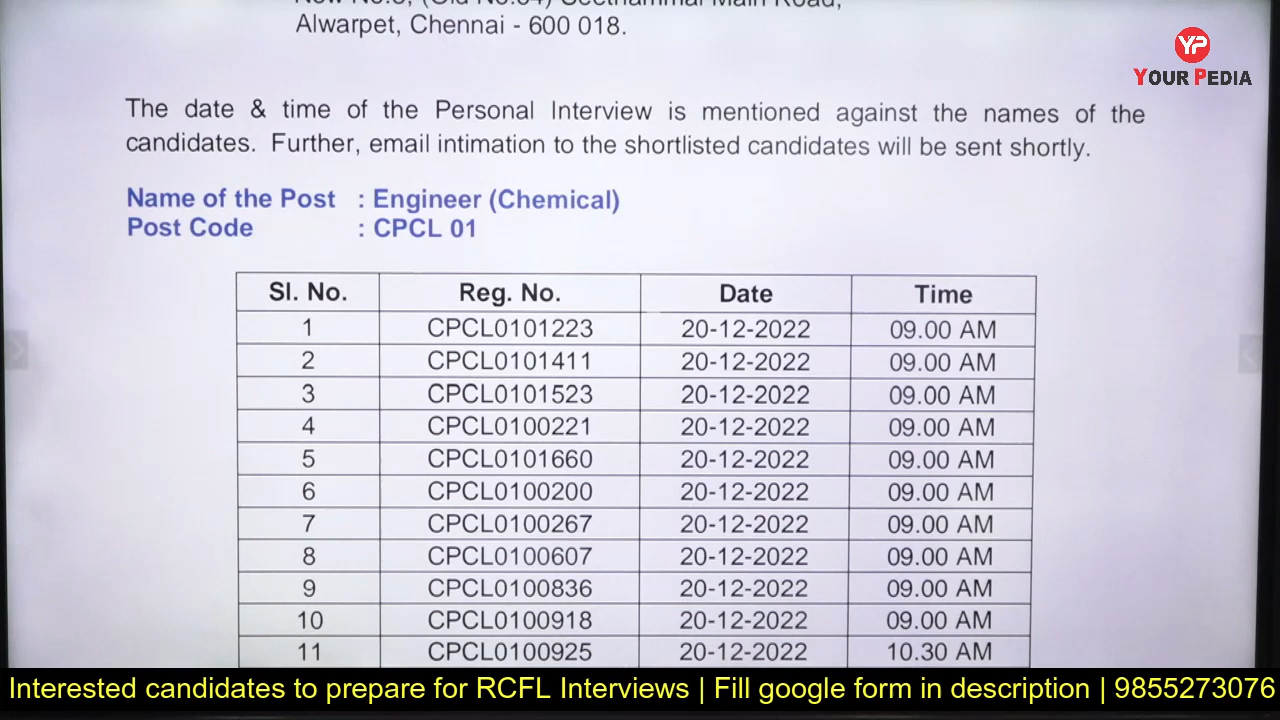 Alwarpet, Chennai - 600 018.
YP
YOUR PEDIA
The date & time of the Personal Interview is mentioned against the names of the
candidates. Further, email intimation to the shortlisted candidates will be sent shortly.
Name of the Post : Engineer (Chemical)
Post Code : CPCL 01
Sl. No. Reg. No. Date Time
1 CPCL0101223 20-12-2022 09.00 AM
2 CPCL0101411 20-12-2022 09.00 AM
3 CPCL0101523 20-12-2022 09.00 AM
4 CPCL0100221 20-12-2022 09.00 AM
5 CPCL0101660 20-12-2022 09.00 AM
6 CPCL0100200 20-12-2022 09.00 AM
7 CPCL0100267 20-12-2022 09.00 AM
8 CPCL0100607 20-12-2022 09.00 AM
9 CPCL0100836 20-12-2022 09.00 AM
10 CPCL0100918 20-12-2022 09.00 AM
11 CPCL0100925 20-12-2022 10.30 AM
Interested candidates to prepare for RCFL Interviews | Fill google form in description | 9855273076